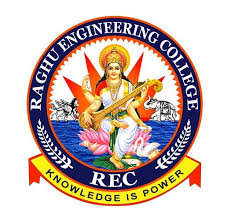 RAGHU ENGINEERING COLLEGE
REC
KNOWLEDGE IS POWER